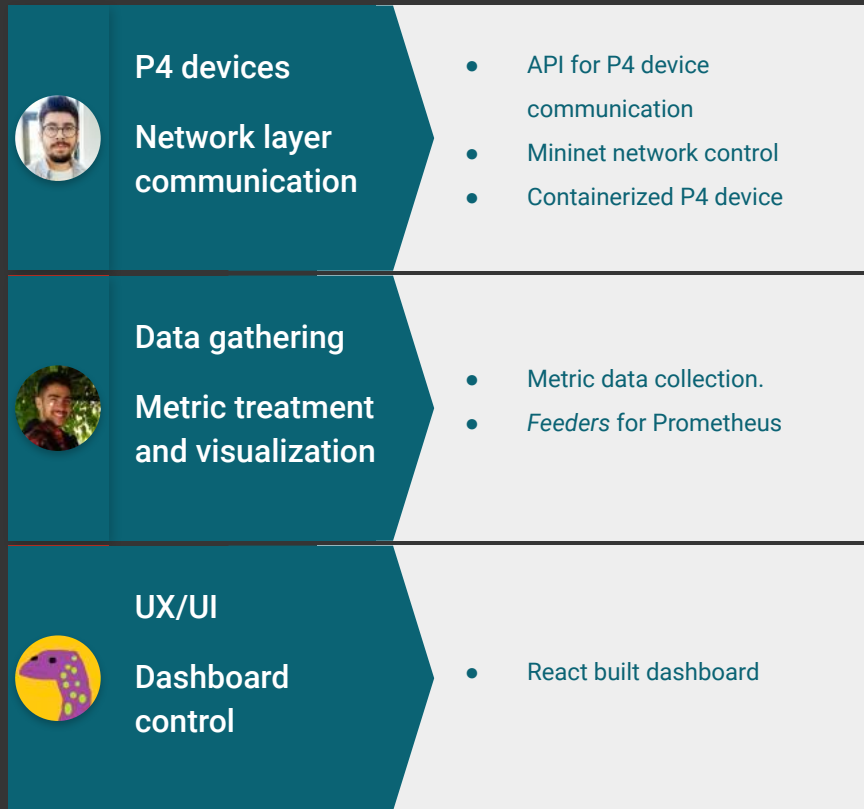 P4 devices
Network layer
communication
● API for P4 device
communication
● Mininet network control
● Containerized P4 device
Data gathering
Metric treatment
and visualization
● Metric data collection.
● Feeders for Prometheus
UX/UI
Dashboard
control
● React built dashboard